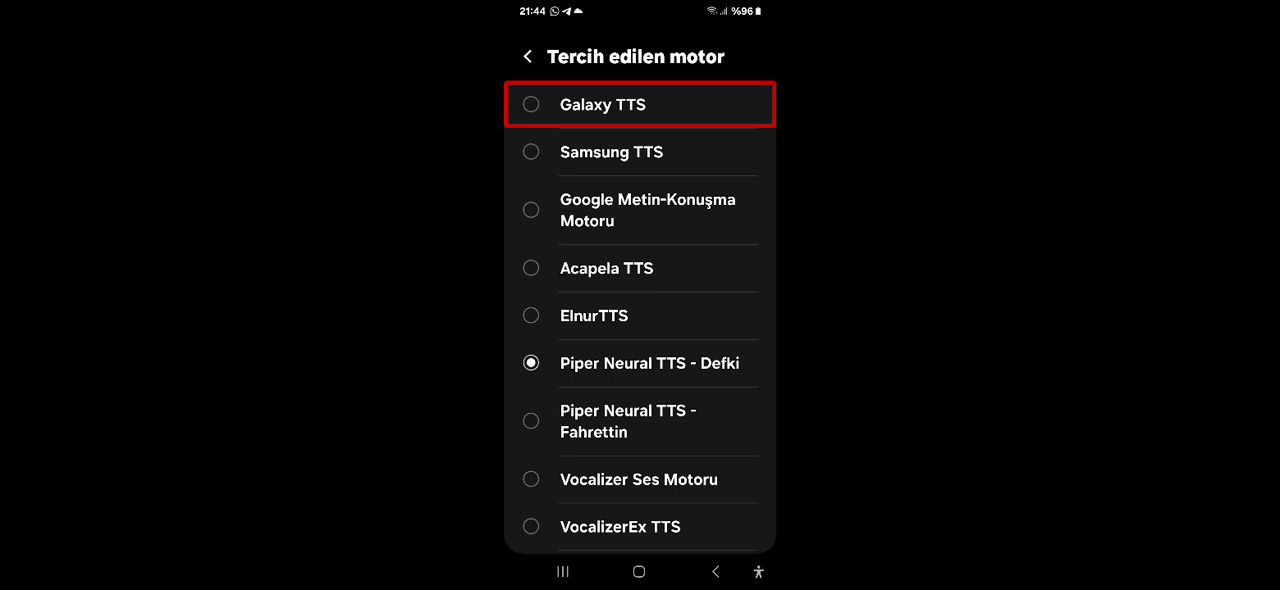 21:44
%96
Tercih edilen motor
Galaxy TTS
Samsung TTS
Google Metin-Konuşma
Motoru
Acapela TTS
ElnurTTS
Piper Neural TTS - Defki
Piper Neural TTS -
Fahrettin
Vocalizer Ses Motoru
VocalizerEx TTS